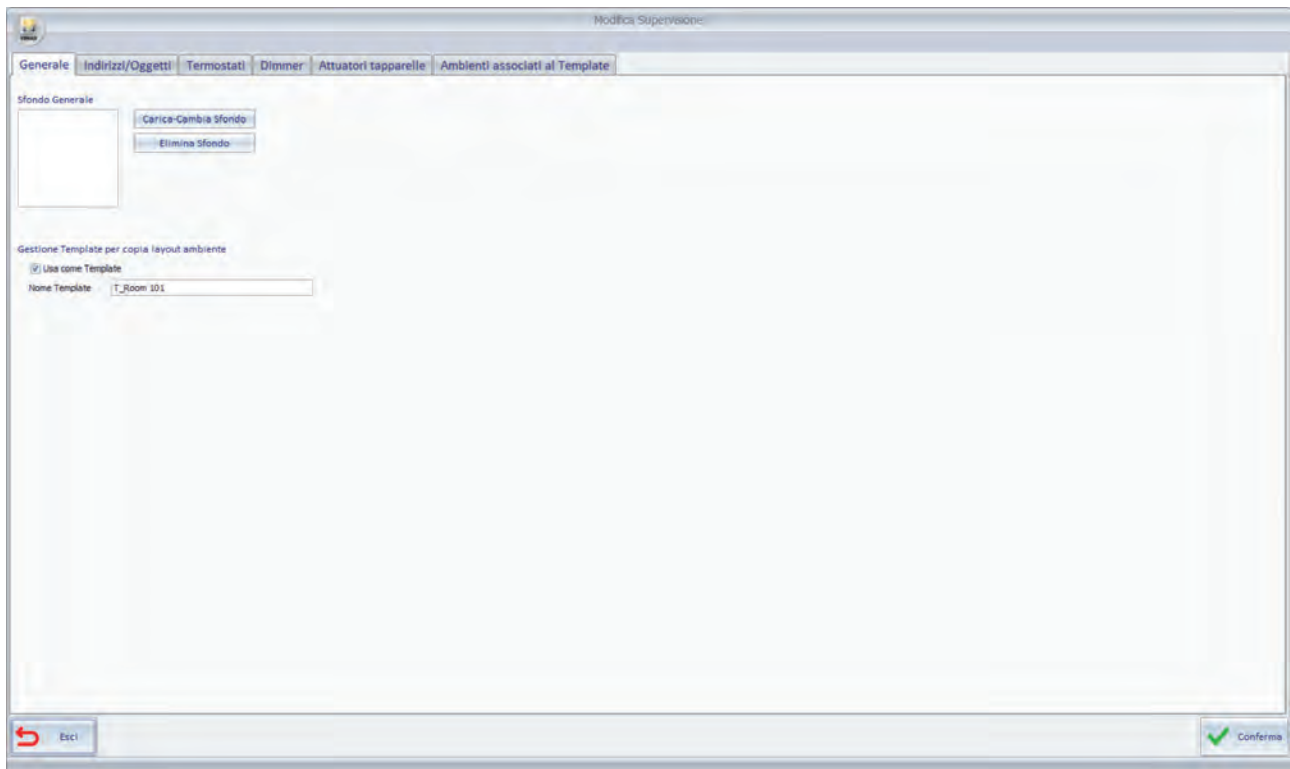 Modifica Supervisione
Generale Indirizzi/Oggetti Termostati Dimmer Attuatori tapparelle Ambienti associati al Template
Sfondo Generale
Carica-Cambia Sfondo
Elimina Sfondo
Gestione Template per copia layout ambiente
Usa come Template
Nome Template T_Room 101
Esci
Conferma